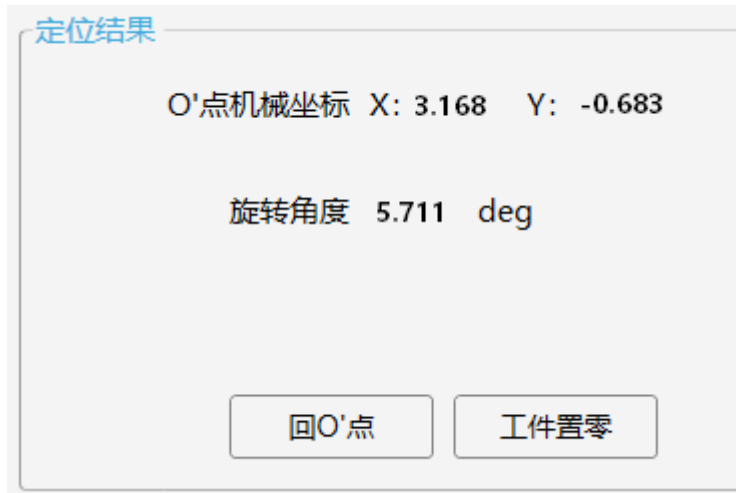 定位结果
O'点机械坐标 X: 3.168 Y: -0.683
旋转角度 5.711 deg
回O'点 工件置零